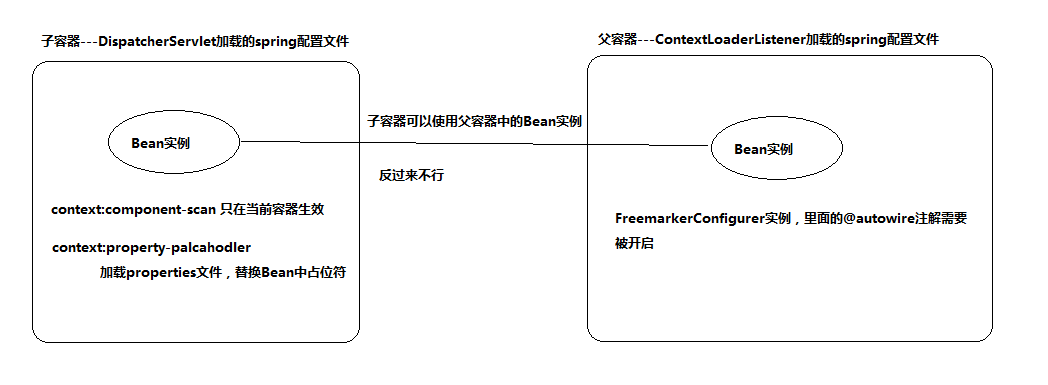 子容器---DispatcherServlet加载的spring配置文件
父容器---ContextLoaderListener加载的spring配置文件
子容器可以使用父容器中的Bean实例
Bean实例
Bean实例
反过来不行
context:component-scan 只在当前容器生效
FreemarkerConfigurer实例，里面的@autowire注解需要
被开启
context:property-palcahodler
加载properties文件，替换Bean中占位符